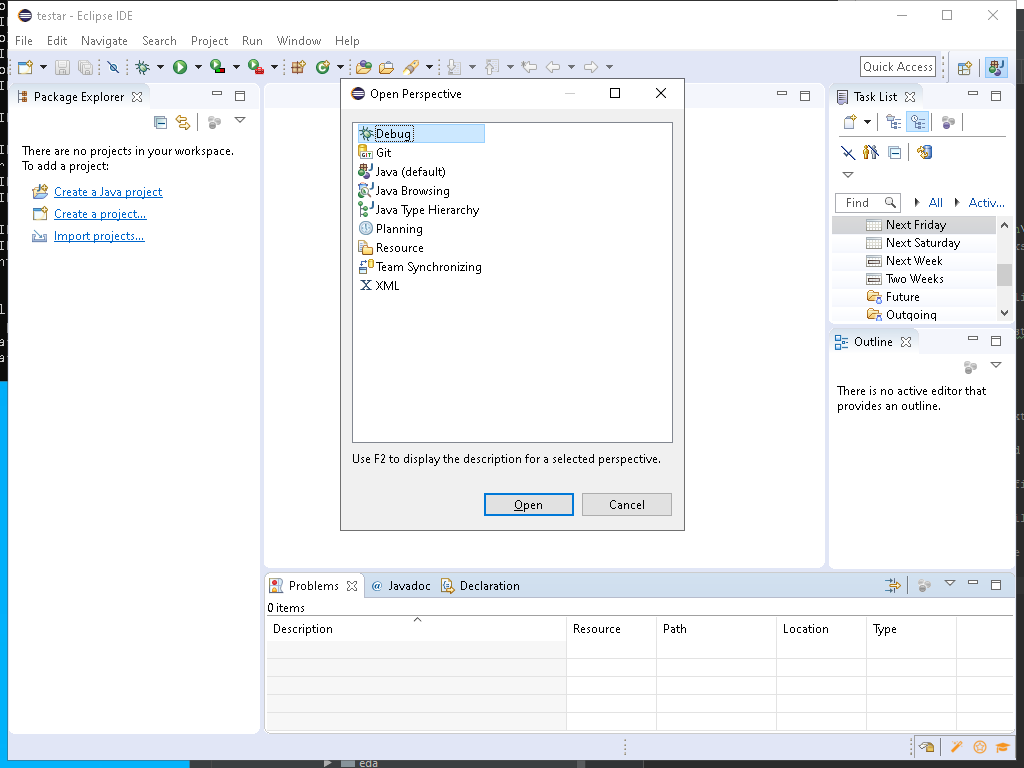 testar - Eclipse IDE
File Edit Navigate Search Project Run Window Help
Quick Access
Package Explorer
There are no projects in your workspace.
To add a project:
Create a Java project
Create a project...
Import projects...
Open Perspective
Debug
GIT Git
Java (default)
Java Browsing
Java Type Hierarchy
Planning
Resource
Team Synchronizing
X XML
Use F2 to display the description for a selected perspective.
Open Cancel
Task List
Find All Activ...
Next Friday
Next Saturday
Next Week
Two Weeks
Future
Outgoing
Outline
There is no active editor that
provides an outline.
Problems @ Javadoc Declaration
0 items
Description Resource Path Location Type
eda